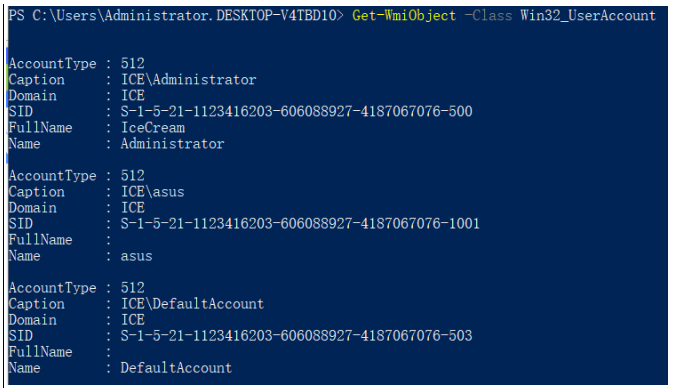 PS C:\Users\Administrator.DESKTOP-V4TBD10> Get-WmiObject -Class Win32_UserAccount
AccountType : 512
Caption     : ICE\Administrator
Domain      : ICE
SID         : S-1-5-21-1123416203-606088927-4187067076-500
FullName    : IceCream
Name        : Administrator
AccountType : 512
Caption     : ICE\asus
Domain      : ICE
SID         : S-1-5-21-1123416203-606088927-4187067076-1001
FullName    :
Name        : asus
AccountType : 512
Caption     : ICE\DefaultAccount
Domain      : ICE
SID         : S-1-5-21-1123416203-606088927-4187067076-503
FullName    :
Name        : DefaultAccount